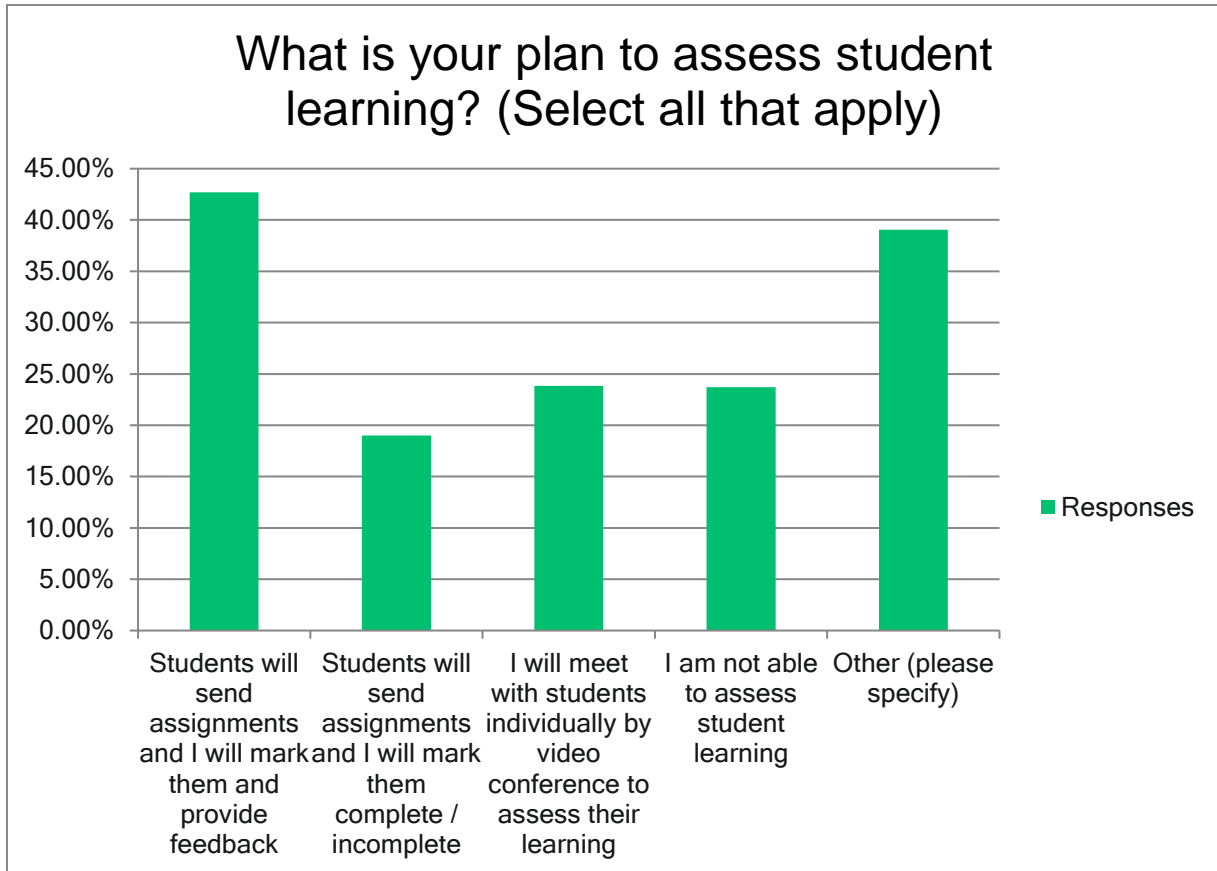 What is your plan to assess student
learning? (Select all that apply)
45.00%
40.00%
35.00%
30.00%
25.00%
20.00%
15.00%
10.00%
5.00%
0.00%
Students will
send
assignments
and I will mark
them and
provide
feedback
Students will
send
assignments
and I will mark
them
complete /
incomplete
I will meet
with students
individually by
video
conference to
assess their
learning
I am not able
to assess
student
learning
Other (please
specify)
Responses